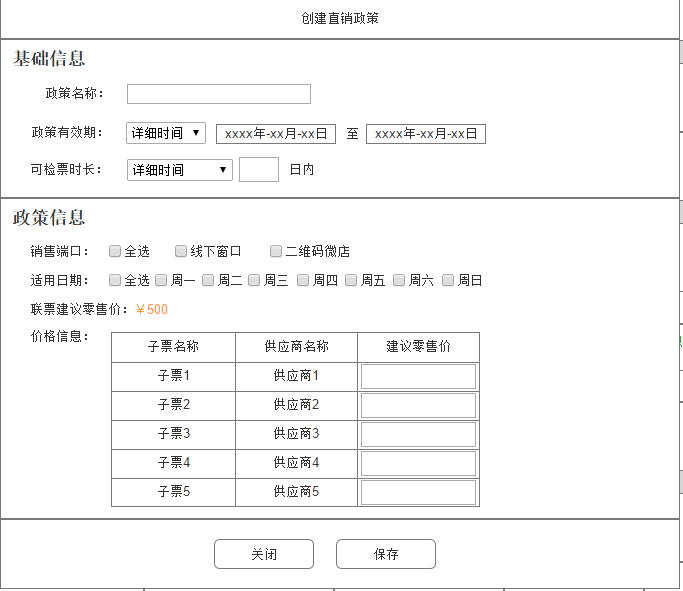 创建直销政策
基础信息
政策名称：
政策有效期： 详细时间 xxxx年-xx月-xx日 至 xxxx年-xx月-xx日
可检票时长： 详细时间 日内
政策信息
销售端口： 全选 线下窗口 二维码微店
适用日期： 全选 周一 周二 周三 周四 周五 周六 周日
联票建议零售价：￥500
价格信息：
子票名称 供应商名称 建议零售价
子票1 供应商1
子票2 供应商2
子票3 供应商3
子票4 供应商4
子票5 供应商5
关闭 保存